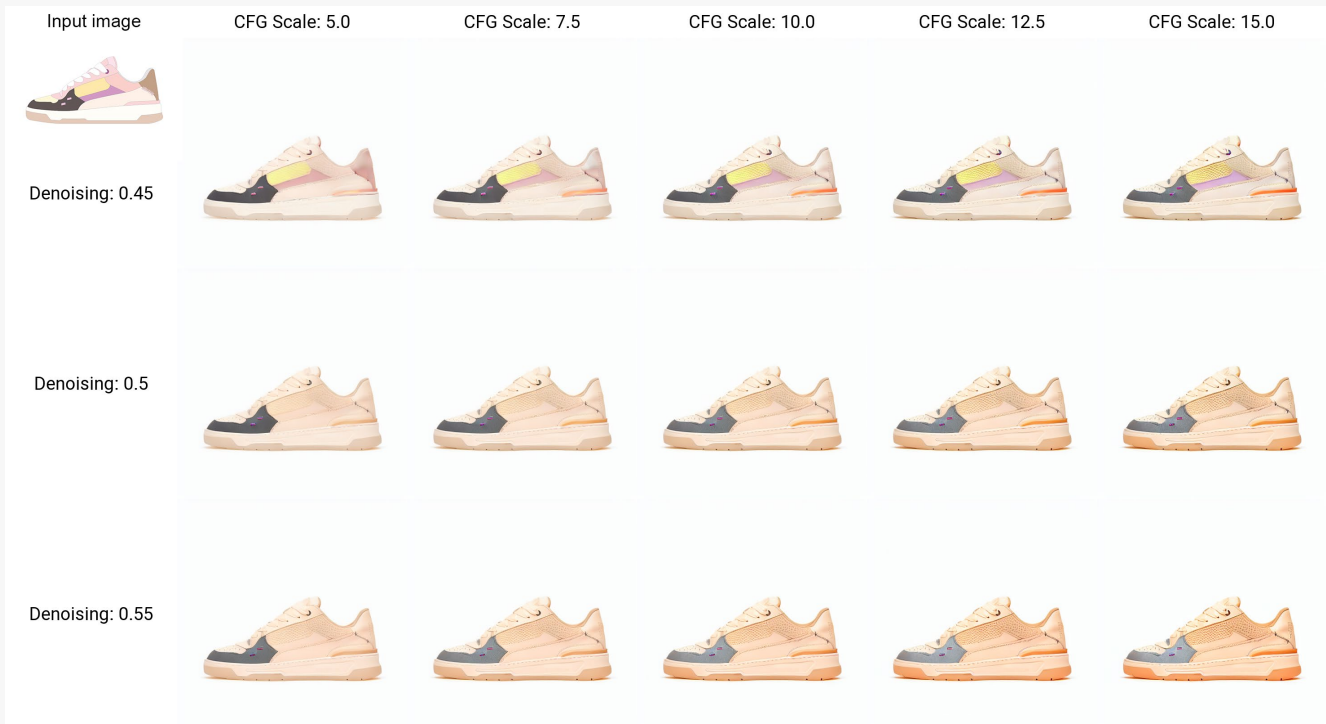 Input image
CFG Scale: 5.0
CFG Scale: 7.5
CFG Scale: 10.0
CFG Scale: 12.5
CFG Scale: 15.0
Denoising: 0.45
Denoising: 0.5
Denoising: 0.55